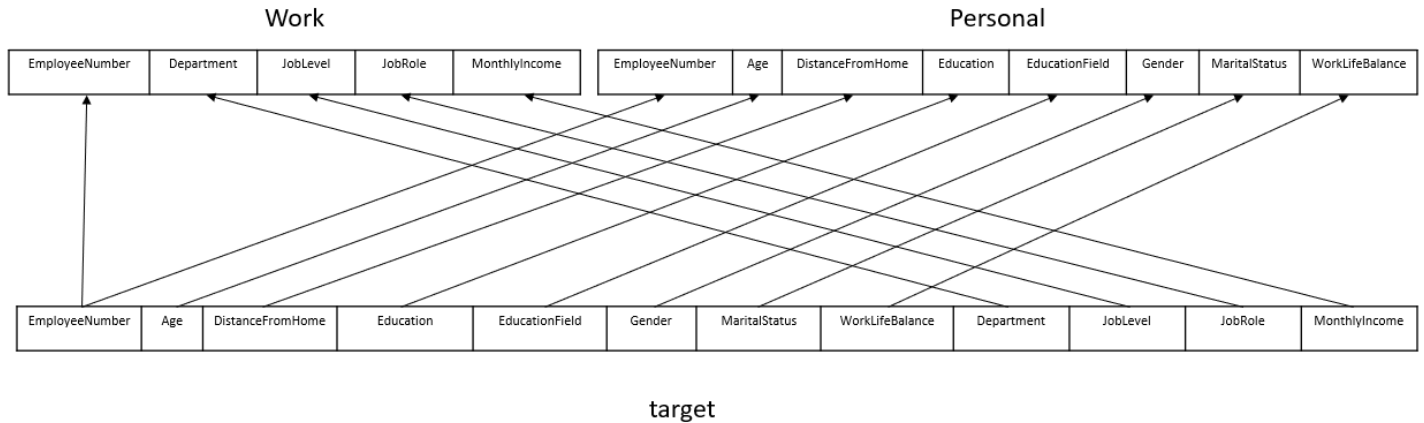 Work
Personal
EmployeeNumber Department JobLevel JobRole MonthlyIncome
EmployeeNumber Age DistanceFromHome Education EducationField Gender MaritalStatus WorkLifeBalance
EmployeeNumber Age DistanceFromHome Education EducationField Gender MaritalStatus WorkLifeBalance Department JobLevel JobRole MonthlyIncome
target